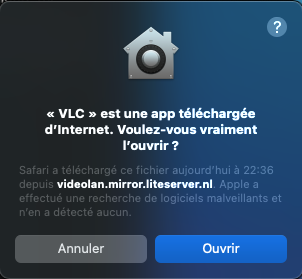 ?
« VLC » est une app téléchargée
d’Internet. Voulez-vous vraiment
l’ouvrir ?
Safari a téléchargé ce fichier aujourd’hui à 22:36
depuis videolan.mirror.liteserver.nl. Apple a
effectué une recherche de logiciels malveillants et
n’en a détecté aucun.
Annuler
Ouvrir